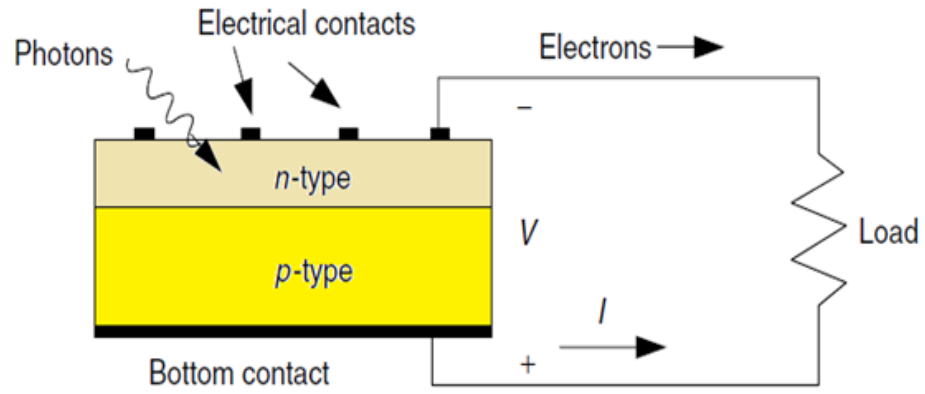 Electrical contacts
Photons
Electrons
–
n-type
V
Load
p-type
I
+
Bottom contact